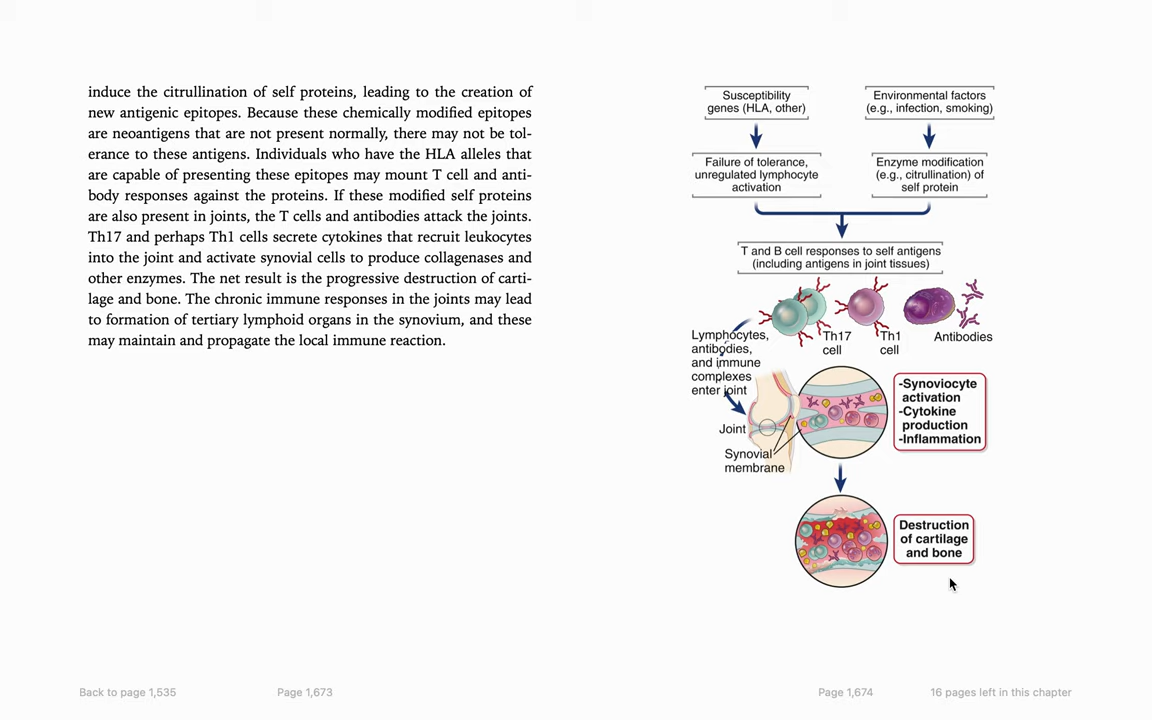 induce the citrullination of self proteins, leading to the creation of
new antigenic epitopes. Because these chemically modified epitopes
are neoantigens that are not present normally, there may not be tol-
erance to these antigens. Individuals who have the HLA alleles that
are capable of presenting these epitopes may mount T cell and anti-
body responses against the proteins. If these modified self proteins
are also present in joints, the T cells and antibodies attack the joints.
Th17 and perhaps Th1 cells secrete cytokines that recruit leukocytes
into the joint and activate synovial cells to produce collagenases and
other enzymes. The net result is the progressive destruction of carti-
lage and bone. The chronic immune responses in the joints may lead
to formation of tertiary lymphoid organs in the synovium, and these
may maintain and propagate the local immune reaction.
Susceptibility
genes (HLA, other)
Environmental factors
(e.g., infection, smoking)
Failure of tolerance,
unregulated lymphocyte
activation
Enzyme modification
(e.g., citrullination) of
self protein
T and B cell responses to self antigens
(including antigens in joint tissues)
Lymphocytes,
antibodies,
and immune
complexes
enter joint
Th17
cell
Th1
cell
Antibodies
-Synoviocyte
activation
-Cytokine
production
-Inflammation
Joint
Synovial
membrane
Destruction
of cartilage
and bone
Back to page 1,535
Page 1,673
Page 1,674
16 pages left in this chapter